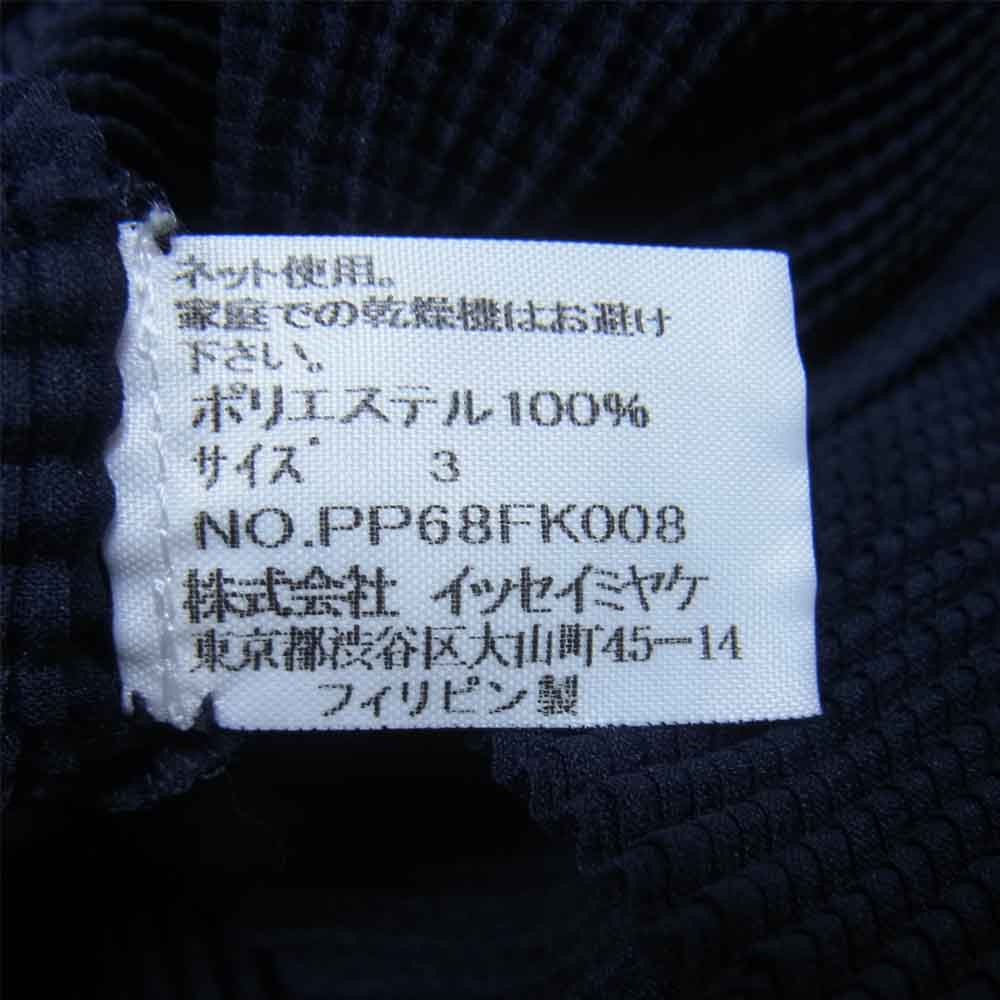 ネット使用。
家庭での乾燥機はお避け
下さい。
ポリエステル100%
サイズ 3
NO.PP68FK008
株式会社 イッセイミヤケ
東京都渋谷区大山町45-14
フィリピン製